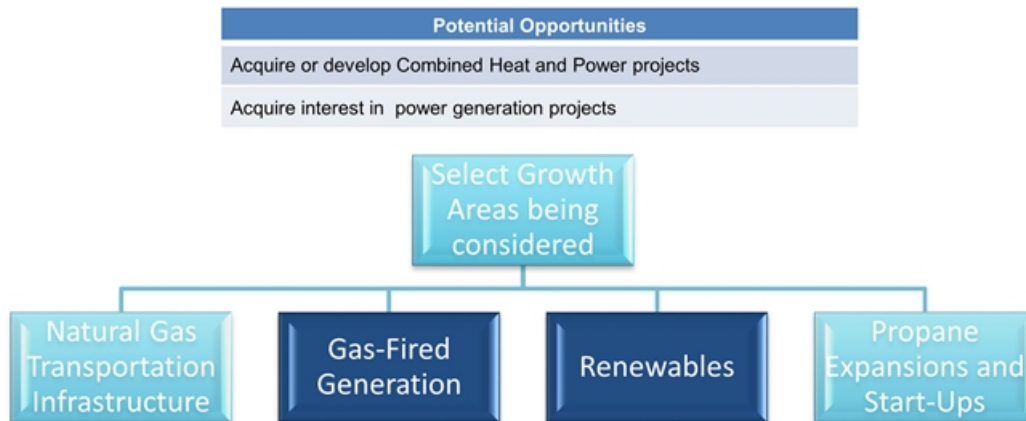 Potential Opportunities
Acquire or develop Combined Heat and Power projects
Acquire interest in power generation projects
Select Growth
Areas being
considered
Natural Gas
Transportation
Infrastructure
Gas-Fired
Generation
Renewables
Propane
Expansions and
Start-Ups